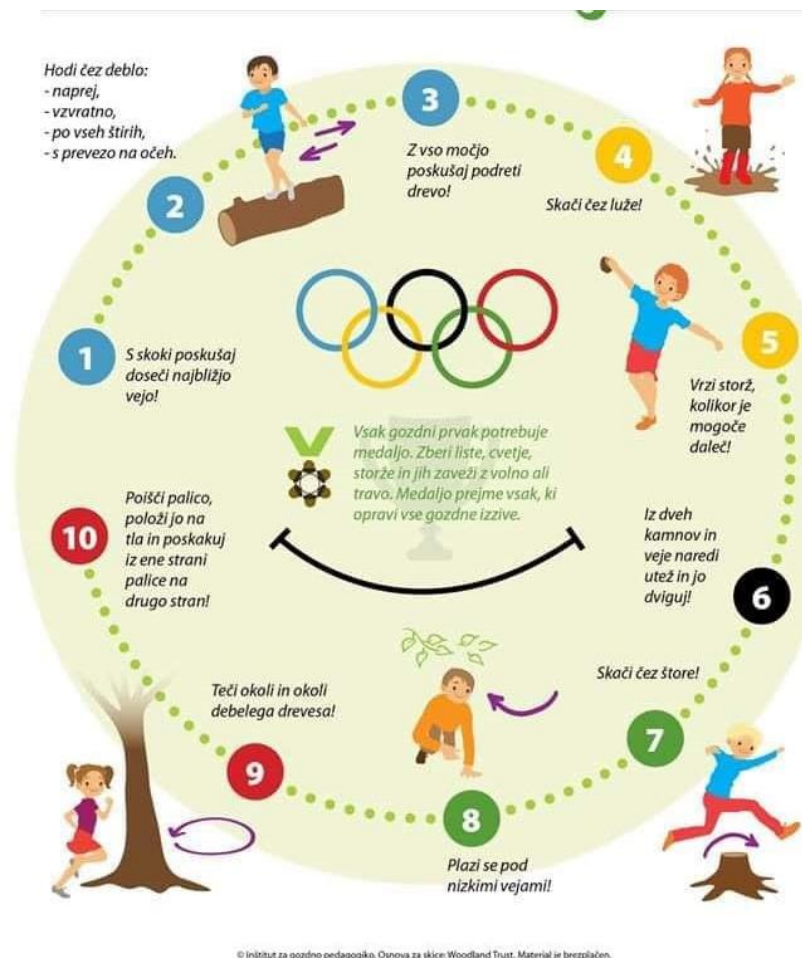 Hodi čez deblo:
- naprej,
- vzvratno,
- po vseh štirih,
- s prevezo na očeh.
3
Z vso močjo
poskušaj podreti
drevo!
4
Skači čez luže!
2
1
S skoki poskušaj
doseči najbližjo
vejo!
5
Vrzi storž,
kolikor je
mogoče
daleč!
Vsak gozdni prvak potrebuje
medaljo. Zberi liste, cvetje,
storže in jih zaveži z volno ali
travo. Medaljo prejme vsak, ki
opravi vse gozdne izzive.
10
Poišči palico,
položi jo na
tla in poskakuj
iz ene strani
palice na
drugo stran!
Iz dveh
kamnov in
veje naredi
utež in jo
dviguj!
6
Skači čez štore!
7
Teči okoli in okoli
debelega drevesa!
9
8
Plazi se pod
nizkimi vejami!
© Inštitut za gozdno pedagogiko. Osnova za skice: Woodland Trust. Material je brezplačen.